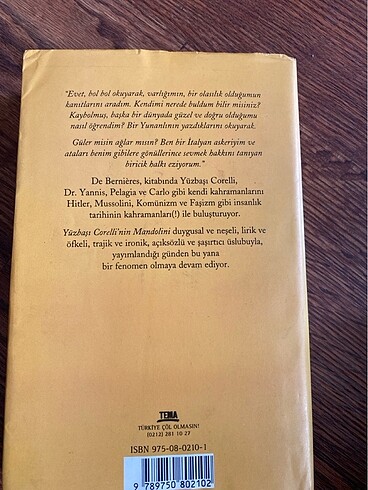 "Evet, bol bol okuyarak, varlığımın, bir olasılık olduğumun
kanıtlarını aradım. Kendimi nerede buldum bilir misiniz?
Kaybolmuş, başka bir dünyada güzel ve doğru olduğumu
nasıl öğrendim? Bir Yunanlının yazdıklarını okuyarak.
Güler misin ağlar mısın? Ben bir İtalyan askeriyim ve
ataları benim gibilere gönüllerince sevmek hakkını tanıyan
biricik halkı eziyorum."
De Bernières, kitabında Yüzbaşı Corelli,
Dr. Yannis, Pelagia ve Carlo gibi kendi kahramanlarını
Hitler, Mussolini, Komünizm ve Faşizm gibi insanlık
tarihinin kahramanları(!) ile buluşturuyor.
Yüzbaşı Corelli'nin Mandolini duygusal ve neşeli, lirik ve
öfkeli, trajik ve ironik, açıksözlü ve şaşırtıcı üslubuyla,
yayımlandığı günden bu yana
bir fenomen olmaya devam ediyor.
TEMA
TÜRKİYE ÇÖL OLMASIN!
(0212) 281 10 27
ISBN 975-08-0210-1
9 789750 802102